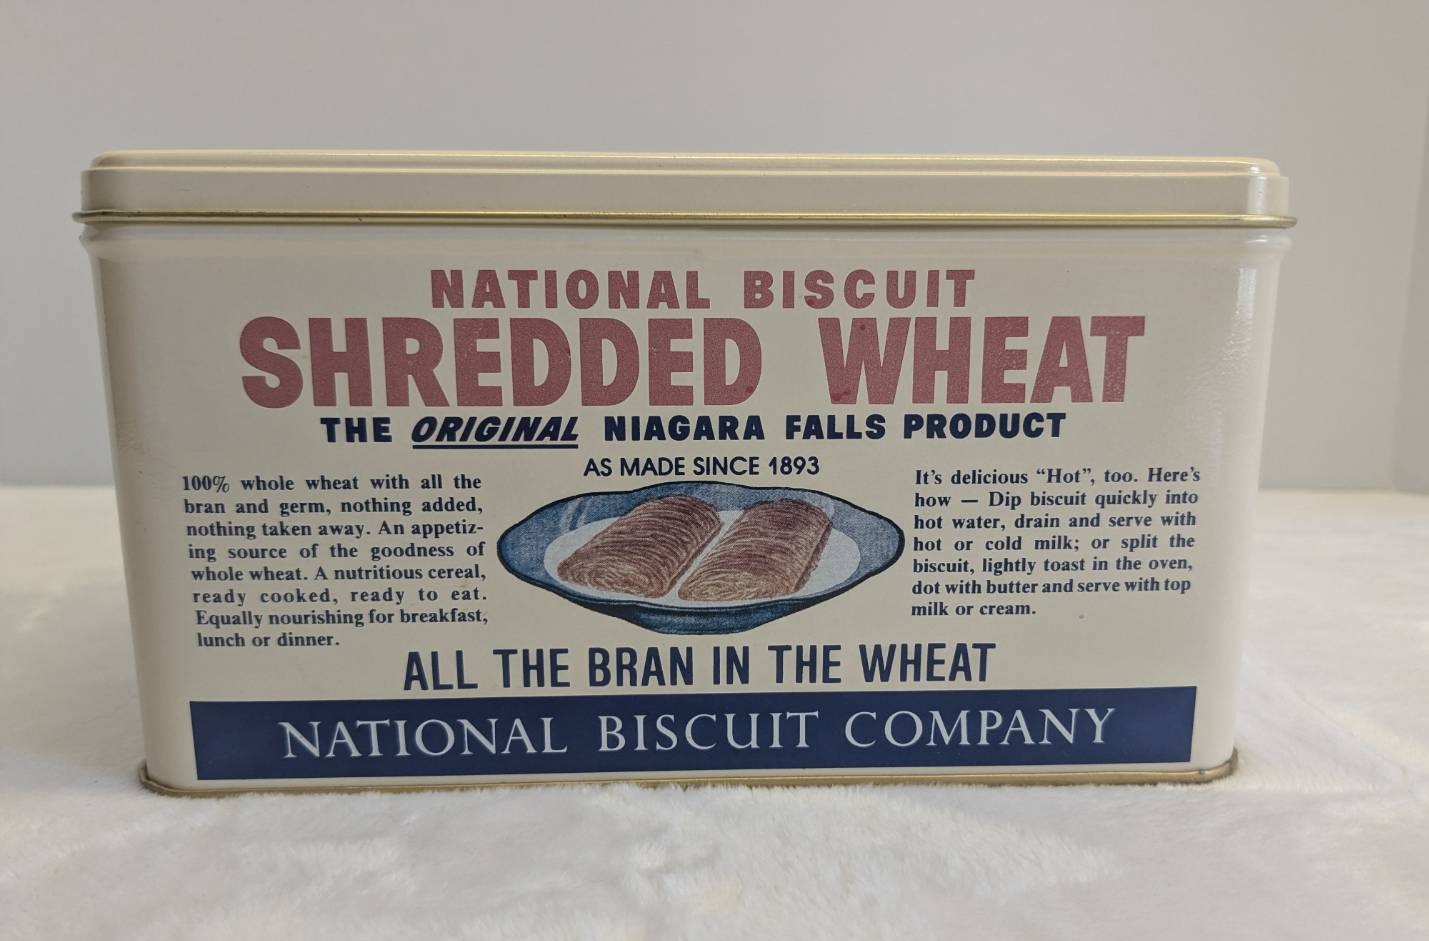 NATIONAL BISCUIT
SHREDDED WHEAT
THE ORIGINAL NIAGARA FALLS PRODUCT
AS MADE SINCE 1893
100% whole wheat with all the
bran and germ, nothing added,
nothing taken away. An appetiz-
ing source of the goodness of
whole wheat. A nutritious cereal,
ready cooked, ready to eat.
Equally nourishing for breakfast,
lunch or dinner.
It's delicious “Hot”, too. Here's
how — Dip biscuit quickly into
hot water, drain and serve with
hot or cold milk; or split the
biscuit, lightly toast in the oven,
dot with butter and serve with top
milk or cream.
ALL THE BRAN IN THE WHEAT
NATIONAL BISCUIT COMPANY